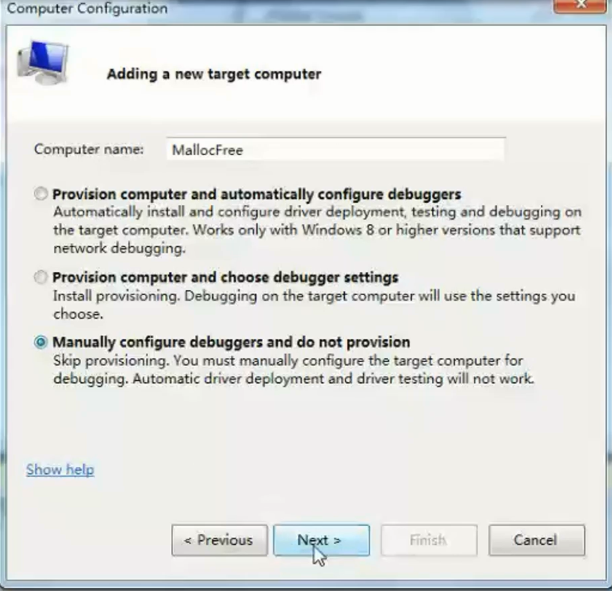 Computer Configuration
Adding a new target computer
Computer name: MallocFree
Provision computer and automatically configure debuggers
Automatically install and configure driver deployment, testing and debugging on
the target computer. Works only with Windows 8 or higher versions that support
network debugging.
Provision computer and choose debugger settings
Install provisioning. Debugging on the target computer will use the settings you
choose.
Manually configure debuggers and do not provision
Skip provisioning. You must manually configure the target computer for
debugging. Automatic driver deployment and driver testing will not work.
Show help
< Previous Next > Finish Cancel